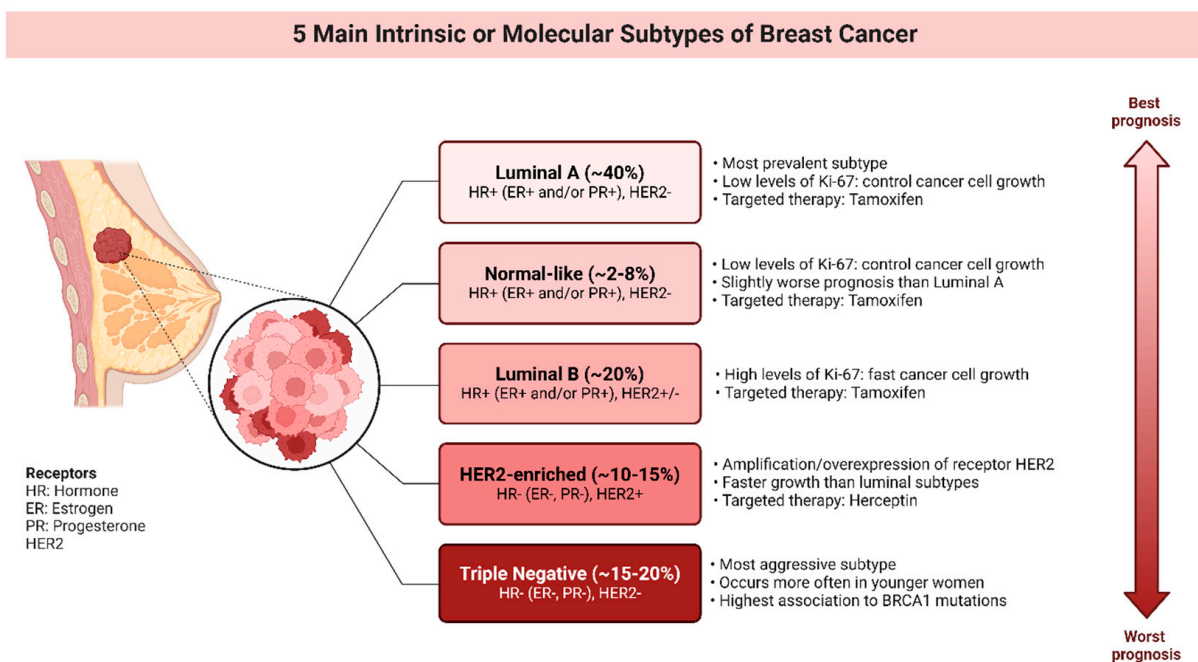 5 Main Intrinsic or Molecular Subtypes of Breast Cancer
Best
prognosis
Luminal A (~40%)
HR+ (ER+ and/or PR+), HER2-
• Most prevalent subtype
• Low levels of Ki-67: control cancer cell growth
• Targeted therapy: Tamoxifen
Normal-like (~2-8%)
HR+ (ER+ and/or PR+), HER2-
• Low levels of Ki-67: control cancer cell growth
• Slightly worse prognosis than Luminal A
• Targeted therapy: Tamoxifen
Luminal B (~20%)
HR+ (ER+ and/or PR+), HER2+/-
• High levels of Ki-67: fast cancer cell growth
• Targeted therapy: Tamoxifen
HER2-enriched (~10-15%)
HR- (ER-, PR-), HER2+
• Amplification/overexpression of receptor HER2
• Faster growth than luminal subtypes
• Targeted therapy: Herceptin
Triple Negative (~15-20%)
HR- (ER-, PR-), HER2-
• Most aggressive subtype
• Occurs more often in younger women
• Highest association to BRCA1 mutations
Receptors
HR: Hormone
ER: Estrogen
PR: Progesterone
HER2
Worst
prognosis